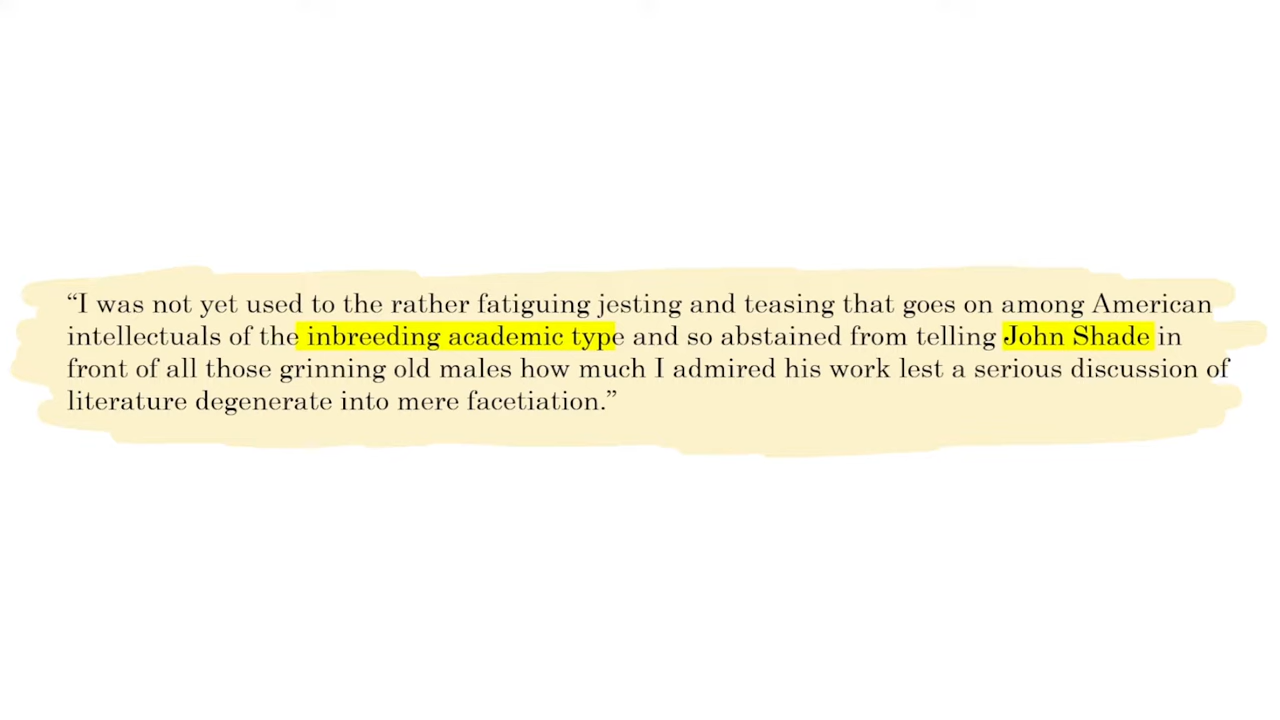 “I was not yet used to the rather fatiguing jesting and teasing that goes on among American
intellectuals of the inbreeding academic type and so abstained from telling John Shade in
front of all those grinning old males how much I admired his work lest a serious discussion of
literature degenerate into mere facetiation.”